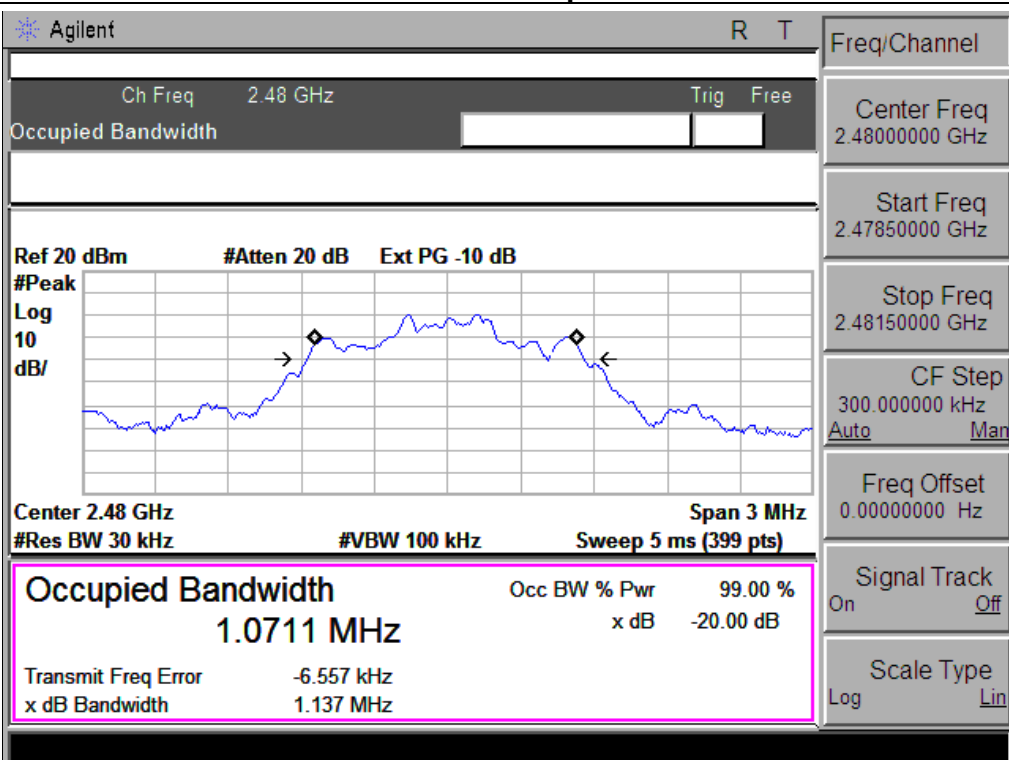 Agilent R T
Ch Freq 2.48 GHz Trig Free
Occupied Bandwidth
Ref 20 dBm #Atten 20 dB Ext PG -10 dB
#Peak
Log
10
dB/
Center 2.48 GHz Span 3 MHz
#Res BW 30 kHz #VBW 100 kHz Sweep 5 ms (399 pts)
Occupied Bandwidth Occ BW % Pwr 99.00 %
1.0711 MHz x dB -20.00 dB
Transmit Freq Error -6.557 kHz
x dB Bandwidth 1.137 MHz
Freq/Channel
Center Freq
2.48000000 GHz
Start Freq
2.47850000 GHz
Stop Freq
2.48150000 GHz
CF Step
300.000000 kHz
Auto Man
Freq Offset
0.00000000 Hz
Signal Track
On Off
Scale Type
Log Lin